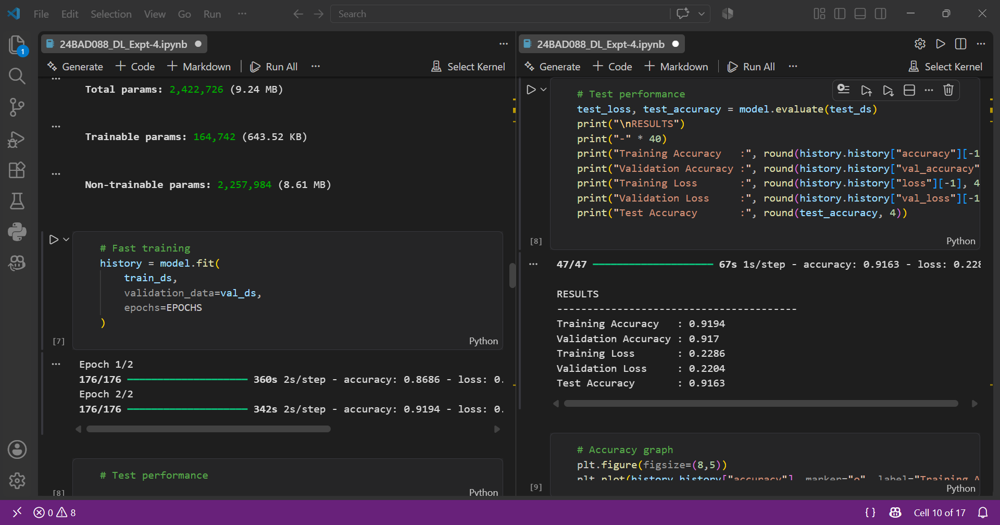 File Edit Selection View Go Run ··· Search
24BAD088_DL_Expt-4.ipynb
Generate + Code + Markdown Run All ··· Select Kernel
Total params: 2,422,726 (9.24 MB)
Trainable params: 164,742 (643.52 KB)
Non-trainable params: 2,257,984 (8.61 MB)
# Fast training
history = model.fit(
    train_ds,
    validation_data=val_ds,
    epochs=EPOCHS
)
[7] Python
Epoch 1/2
176/176 360s 2s/step - accuracy: 0.8686 - loss: 0.
Epoch 2/2
176/176 342s 2s/step - accuracy: 0.9194 - loss: 0.
# Test performance
[8] Python
24BAD088_DL_Expt-4.ipynb
Generate + Code + Markdown Run All ··· Select Kernel
# Test performance
test_loss, test_accuracy = model.evaluate(test_ds)
print("\nRESULTS")
print("-" * 40)
print("Training Accuracy   :", round(history.history["accuracy"][-1
print("Validation Accuracy :", round(history.history["val_accuracy"
print("Training Loss       :", round(history.history["loss"][-1], 4
print("Validation Loss     :", round(history.history["val_loss"][-1
print("Test Accuracy       :", round(test_accuracy, 4))
[8] Python
47/47 67s 1s/step - accuracy: 0.9163 - loss: 0.228
RESULTS
----------------------------------------
Training Accuracy   : 0.9194
Validation Accuracy : 0.917
Training Loss       : 0.2286
Validation Loss     : 0.2204
Test Accuracy       : 0.9163
# Accuracy graph
plt.figure(figsize=(8,5))
plt.plot(history.history["accuracy"], marker="o", label="Training A
[9] Python
1
0 8 { } Cell 10 of 17